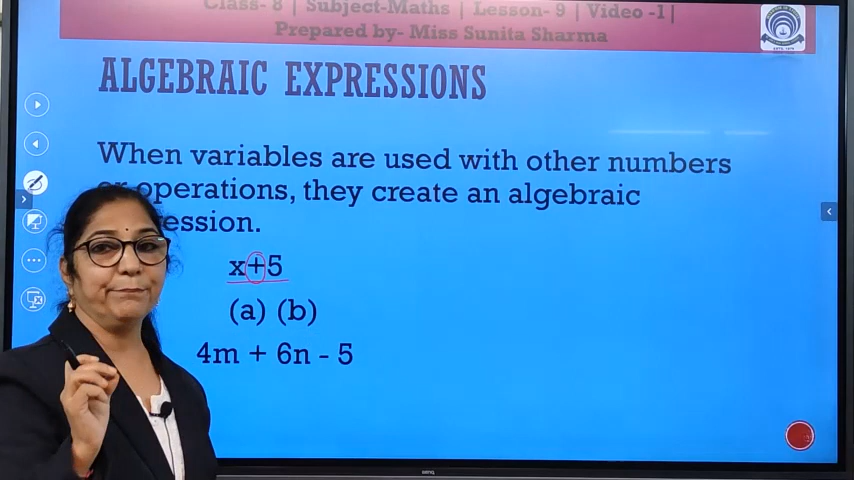 Class- 8 | Subject-Maths | Lesson- 9 | Video -1 |
Prepared by- Miss Sunita Sharma
ALGEBRAIC EXPRESSIONS
When variables are used with other numbers
or operations, they create an algebraic
ession.
x+5
(a) (b)
4m + 6n - 5